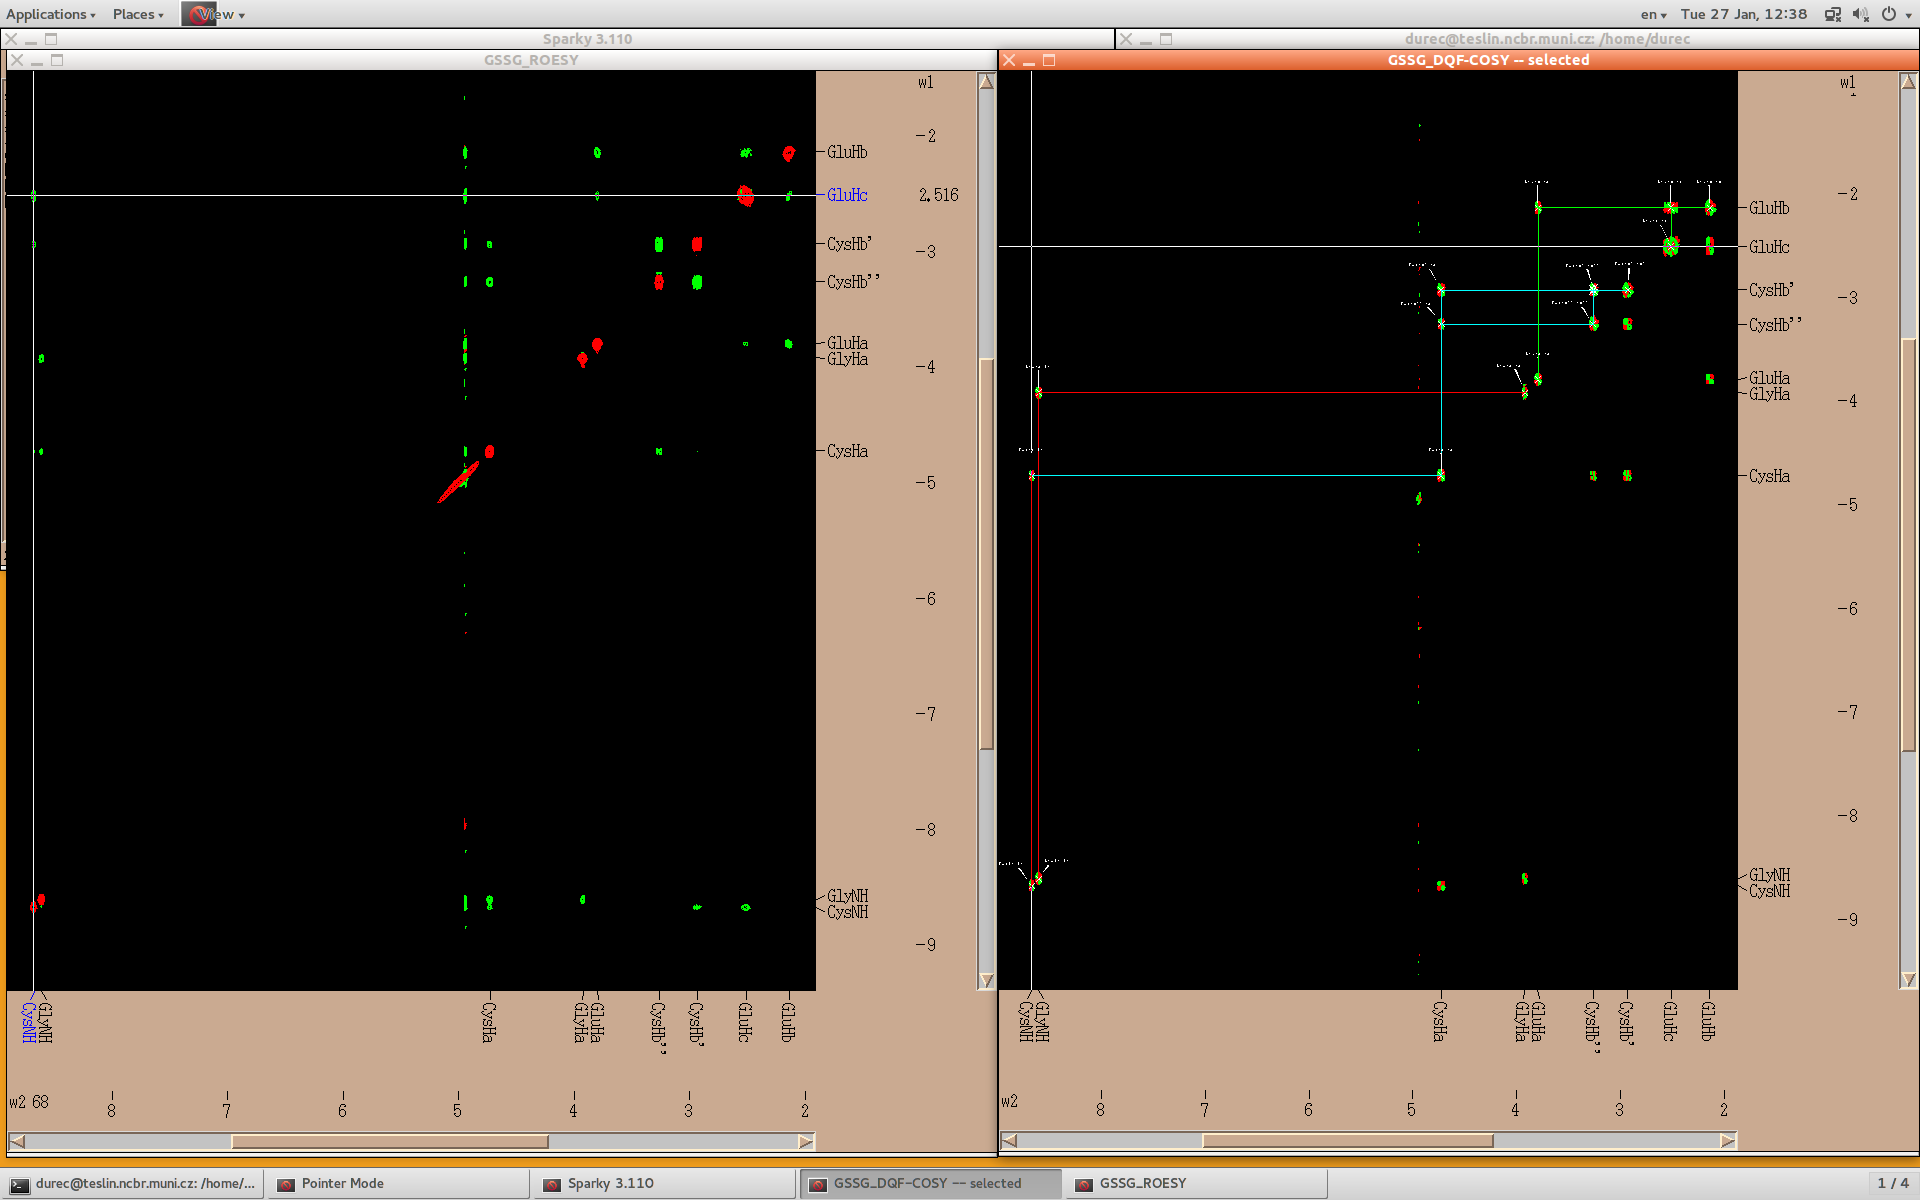 Applications Places View en Tue 27 Jan, 12:38
Sparky 3.110
durec@teslin.ncbr.muni.cz: /home/durec
GSSG_ROESY
w1
-2
GluHb
GluHc
2.516
CysHb'
-3
CysHb''
GluHa
GlyHa
-4
CysHa
-5
-6
-7
-8
GlyNH
CysNH
-9
CysNH
GlyNH
CysHa
GlyHa
GluHa
CysHb''
CysHb'
GluHc
GluHb
w2 68
8 7 6 5 4 3 2
GSSG_DQF-COSY -- selected
w1
-2
GluHb
GluHc
CysHb'
-3
CysHb''
GluHa
GlyHa
-4
CysHa
-5
-6
-7
-8
GlyNH
CysNH
-9
CysNH
GlyNH
CysHa
GlyHa
GluHa
CysHb''
CysHb'
GluHc
GluHb
w2
8 7 6 5 4 3 2
durec@teslin.ncbr.muni.cz: /home/... Pointer Mode Sparky 3.110 GSSG_DQF-COSY -- selected GSSG_ROESY 1 / 4